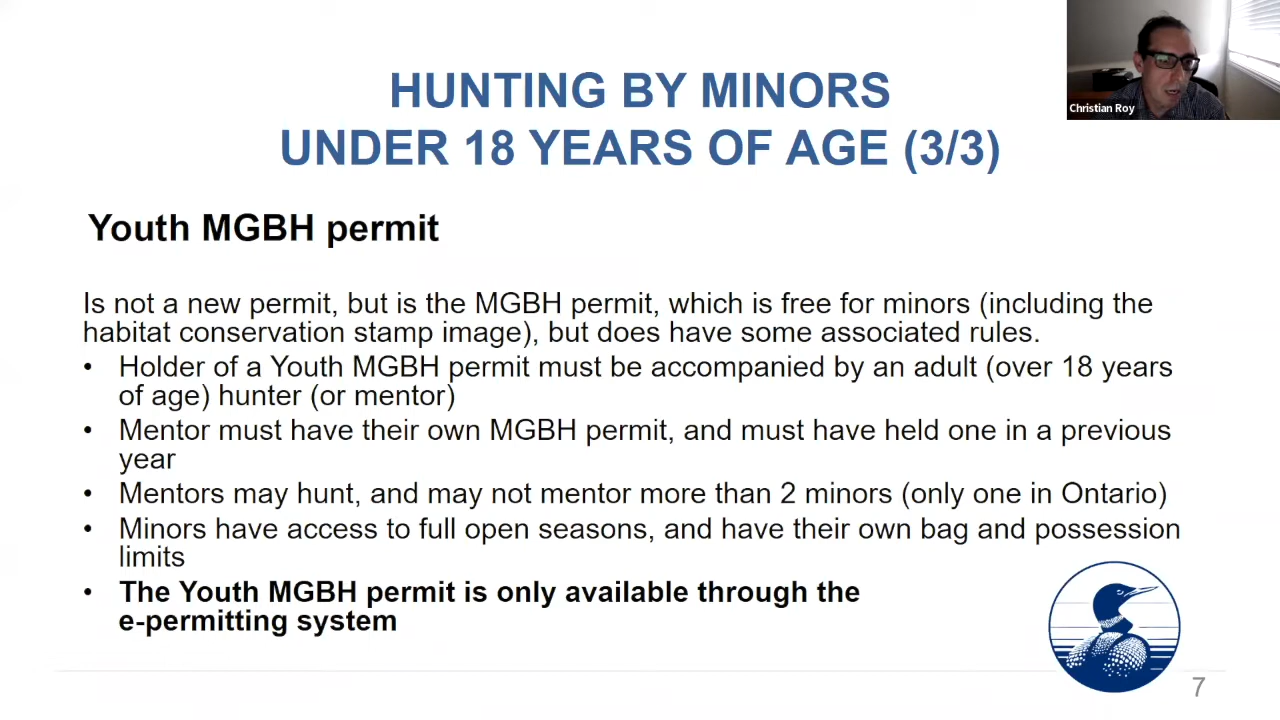 HUNTING BY MINORS
UNDER 18 YEARS OF AGE (3/3)
Christian Roy
Youth MGBH permit
Is not a new permit, but is the MGBH permit, which is free for minors (including the
habitat conservation stamp image), but does have some associated rules.
• Holder of a Youth MGBH permit must be accompanied by an adult (over 18 years
of age) hunter (or mentor)
• Mentor must have their own MGBH permit, and must have held one in a previous
year
• Mentors may hunt, and may not mentor more than 2 minors (only one in Ontario)
• Minors have access to full open seasons, and have their own bag and possession
limits
• The Youth MGBH permit is only available through the
e-permitting system
7